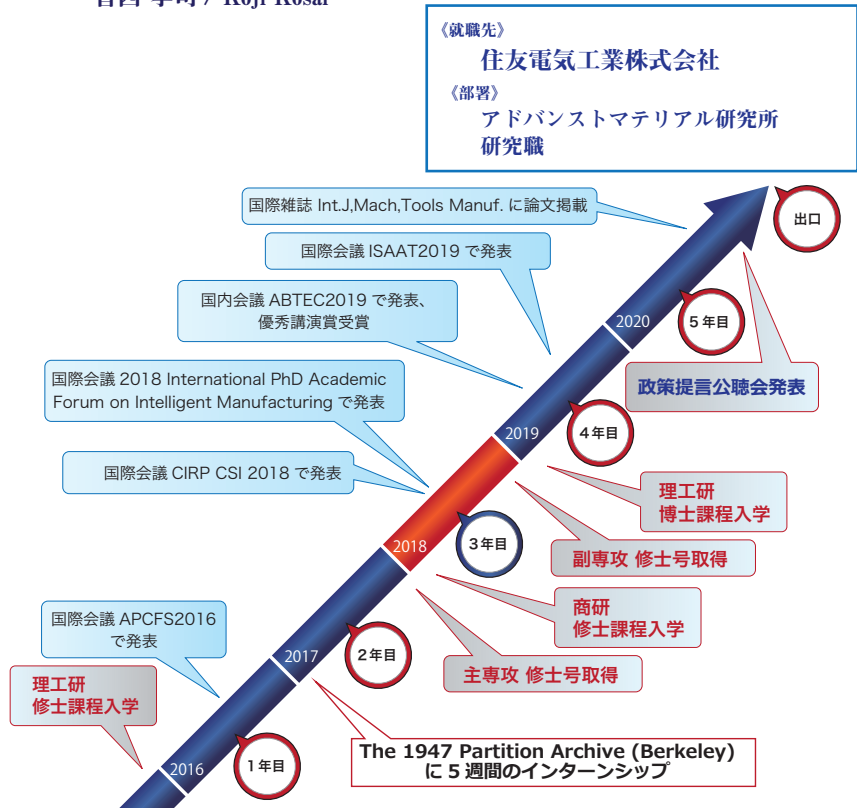 Koji Kosai
《就職先》
住友電気工業株式会社
《部署》
アドバンストマテリアル研究所
研究職
国際雑誌 Int.J,Mach,Tools Manuf. に論文掲載
出口
国際会議 ISAAT2019 で発表
国内会議 ABTEC2019 で発表、
優秀講演賞受賞
2020
5年目
国際会議 2018 International PhD Academic
Forum on Intelligent Manufacturing で発表
政策提言公聴会発表
2019
4年目
国際会議 CIRP CSI 2018 で発表
理工研
博士課程入学
2018
3年目
副専攻 修士号取得
商研
修士課程入学
国際会議 APCFS2016
で発表
2017
2年目
主専攻 修士号取得
理工研
修士課程入学
The 1947 Partition Archive (Berkeley)
に 5 週間のインターンシップ
2016
1年目